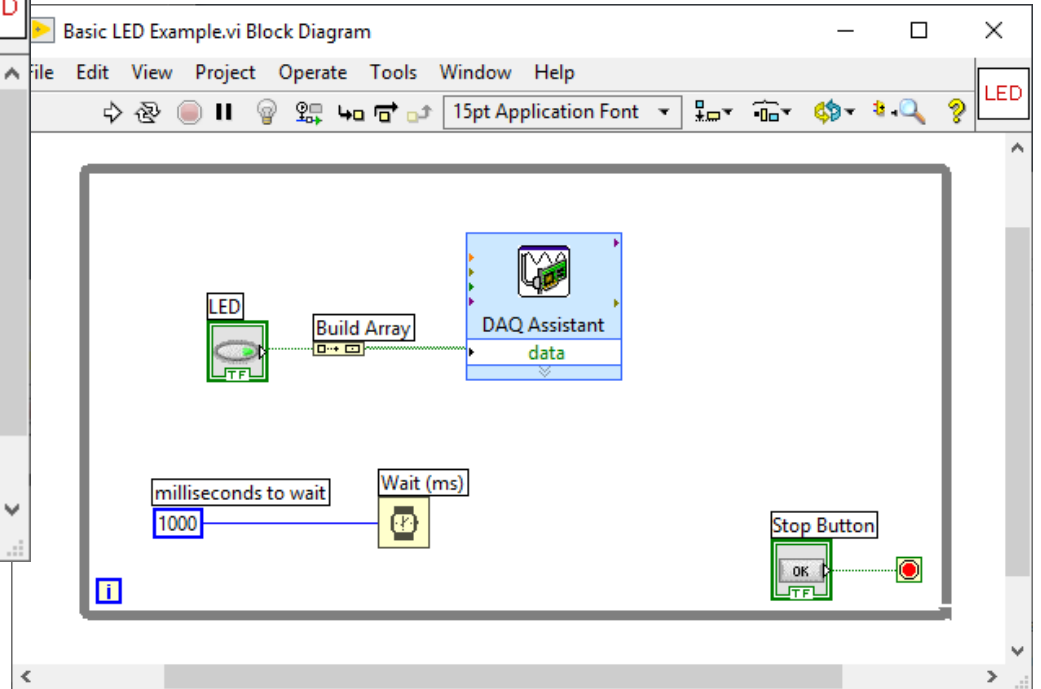 D
Basic LED Example.vi Block Diagram
File Edit View Project Operate Tools Window Help
15pt Application Font
LED
LED
TF
Build Array
DAQ Assistant
data
milliseconds to wait
1000
Wait (ms)
Stop Button
OK
TF
i